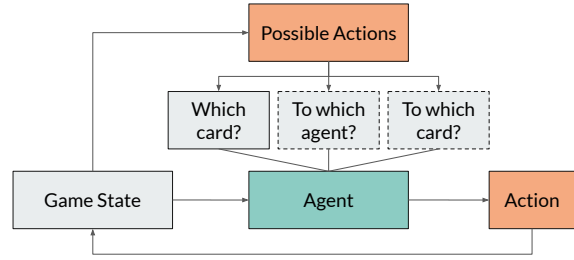 Possible Actions
Which
card?
To which
agent?
To which
card?
Game State
Agent
Action